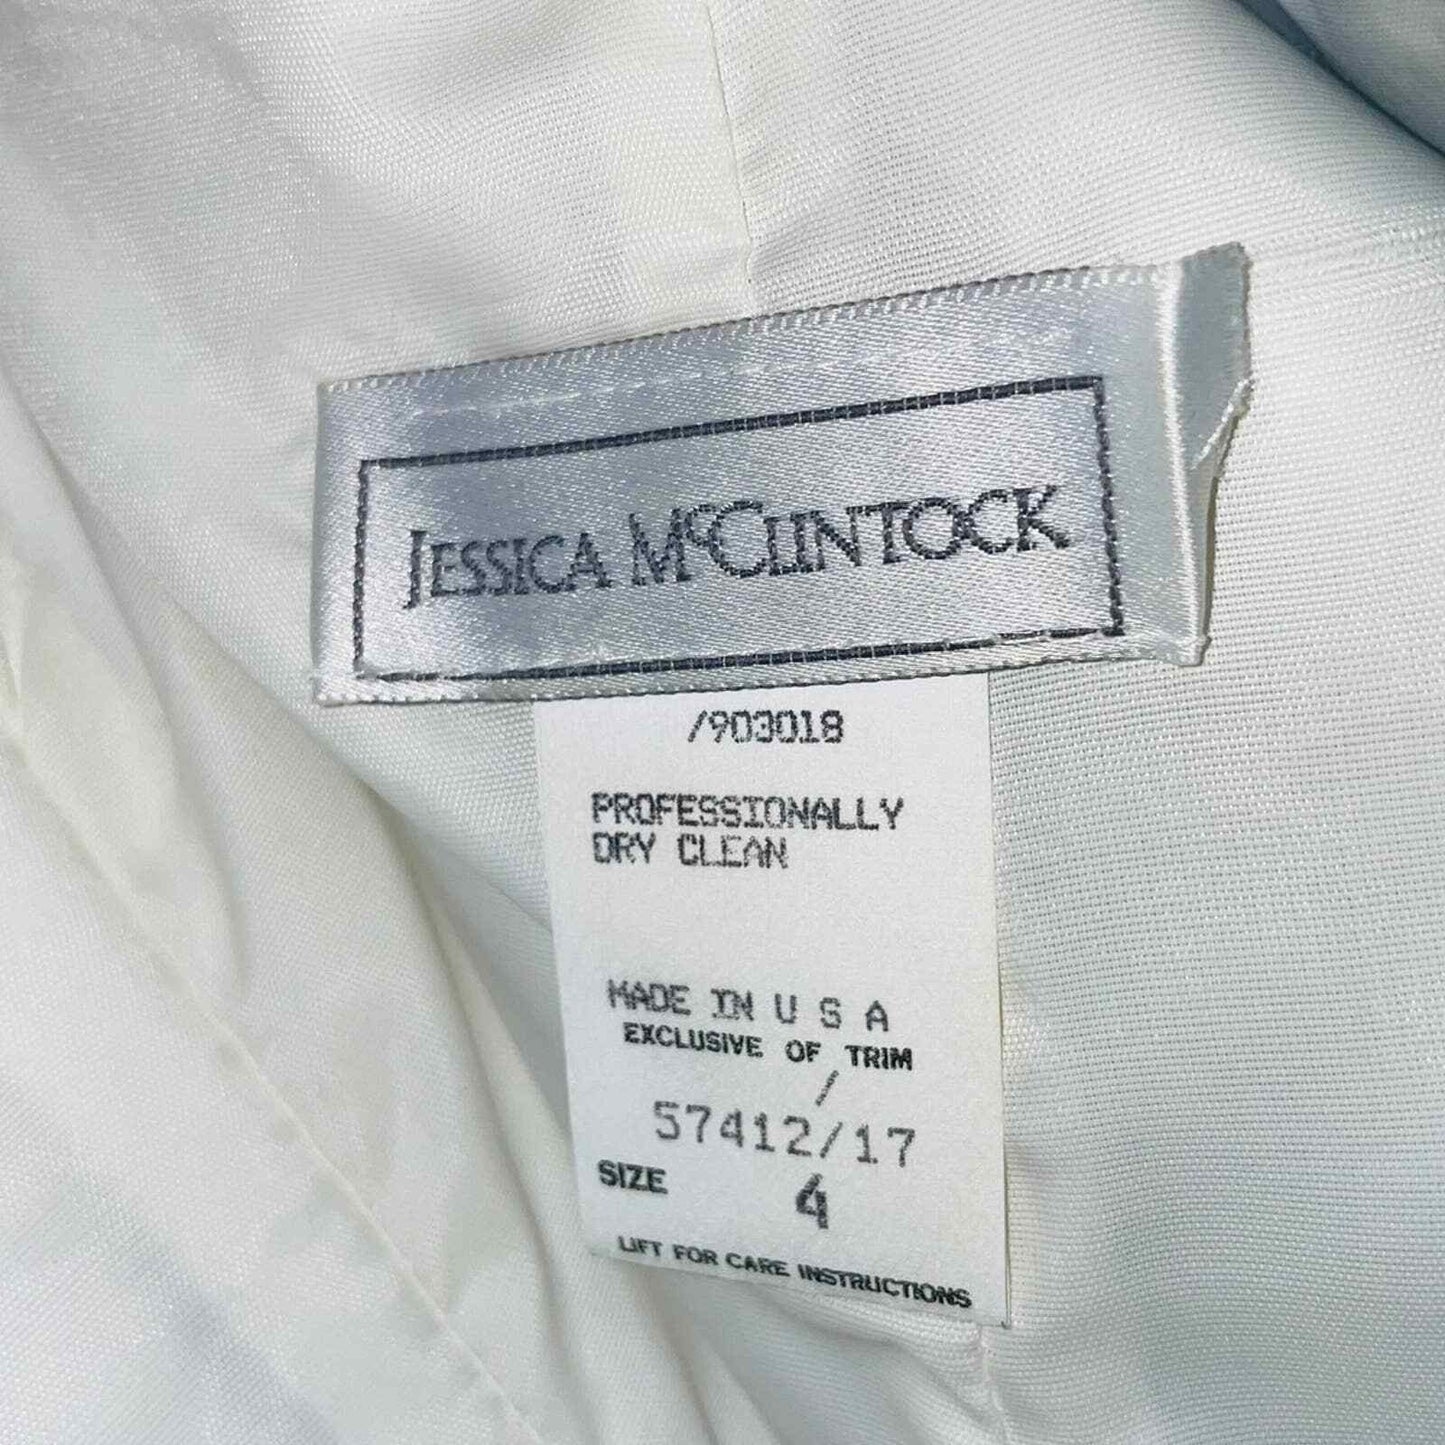 JESSICA McCLINTOCK
/903018
PROFESSIONALLY
DRY CLEAN
MADE IN U S A
EXCLUSIVE OF TRIM
/
57412/17
SIZE 4
LIFT FOR CARE INSTRUCTIONS